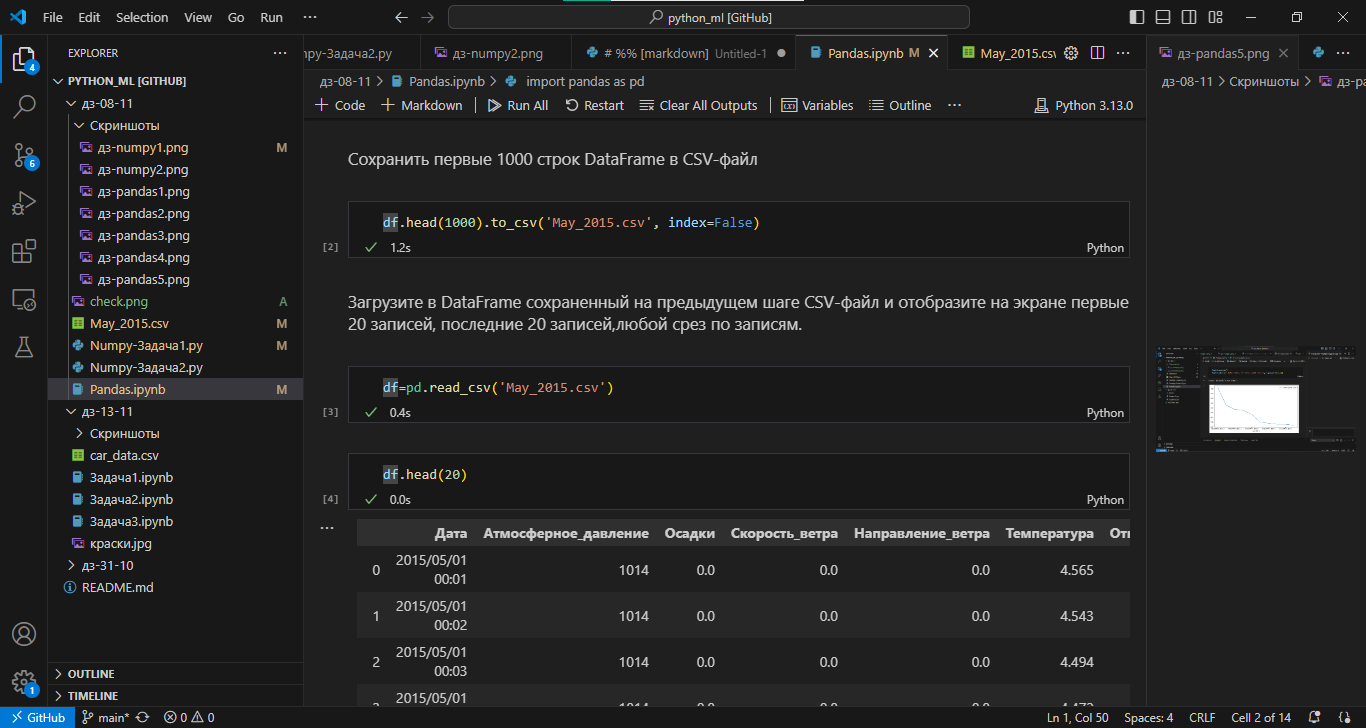 File Edit Selection View Go Run ··· python_ml [GitHub]
EXPLORER ···
PYTHON_ML [GITHUB]
дз-08-11
Скриншоты
дз-numpy1.png M
дз-numpy2.png
дз-pandas1.png
дз-pandas2.png
дз-pandas3.png
дз-pandas4.png
дз-pandas5.png
check.png A
May_2015.csv M
Numpy-Задача1.py M
Numpy-Задача2.py
Pandas.ipynb M
дз-13-11
Скриншоты
car_data.csv
Задача1.ipynb
Задача2.ipynb
Задача3.ipynb
краски.jpg
дз-31-10
README.md
OUTLINE
TIMELINE
4
6
1
mpy-Задача2.py дз-numpy2.png # %% [markdown] Untitled-1 Pandas.ipynb M May_2015.csv ···
дз-08-11 > Pandas.ipynb > import pandas as pd
+ Code + Markdown Run All Restart Clear All Outputs Variables Outline ··· Python 3.13.0
Сохранить первые 1000 строк DataFrame в CSV-файл
df.head(1000).to_csv('May_2015.csv', index=False)
[2] 1.2s Python
Загрузите в DataFrame сохраненный на предыдущем шаге CSV-файл и отобразите на экране первые
20 записей, последние 20 записей,любой срез по записям.
df=pd.read_csv('May_2015.csv')
[3] 0.4s Python
df.head(20)
[4] 0.0s Python
···
Дата Атмосферное_давление Осадки Скорость_ветра Направление_ветра Температура
0 2015/05/01 00:01 1014 0.0 0.0 0.0 4.565
1 2015/05/01 00:02 1014 0.0 0.0 0.0 4.543
2 2015/05/01 00:03 1014 0.0 0.0 0.0 4.494
2015/05/01
дз-pandas5.png ···
дз-08-11 > Скриншоты >
GitHub main* 0 0 Ln 1, Col 50 Spaces: 4 CRLF Cell 2 of 14